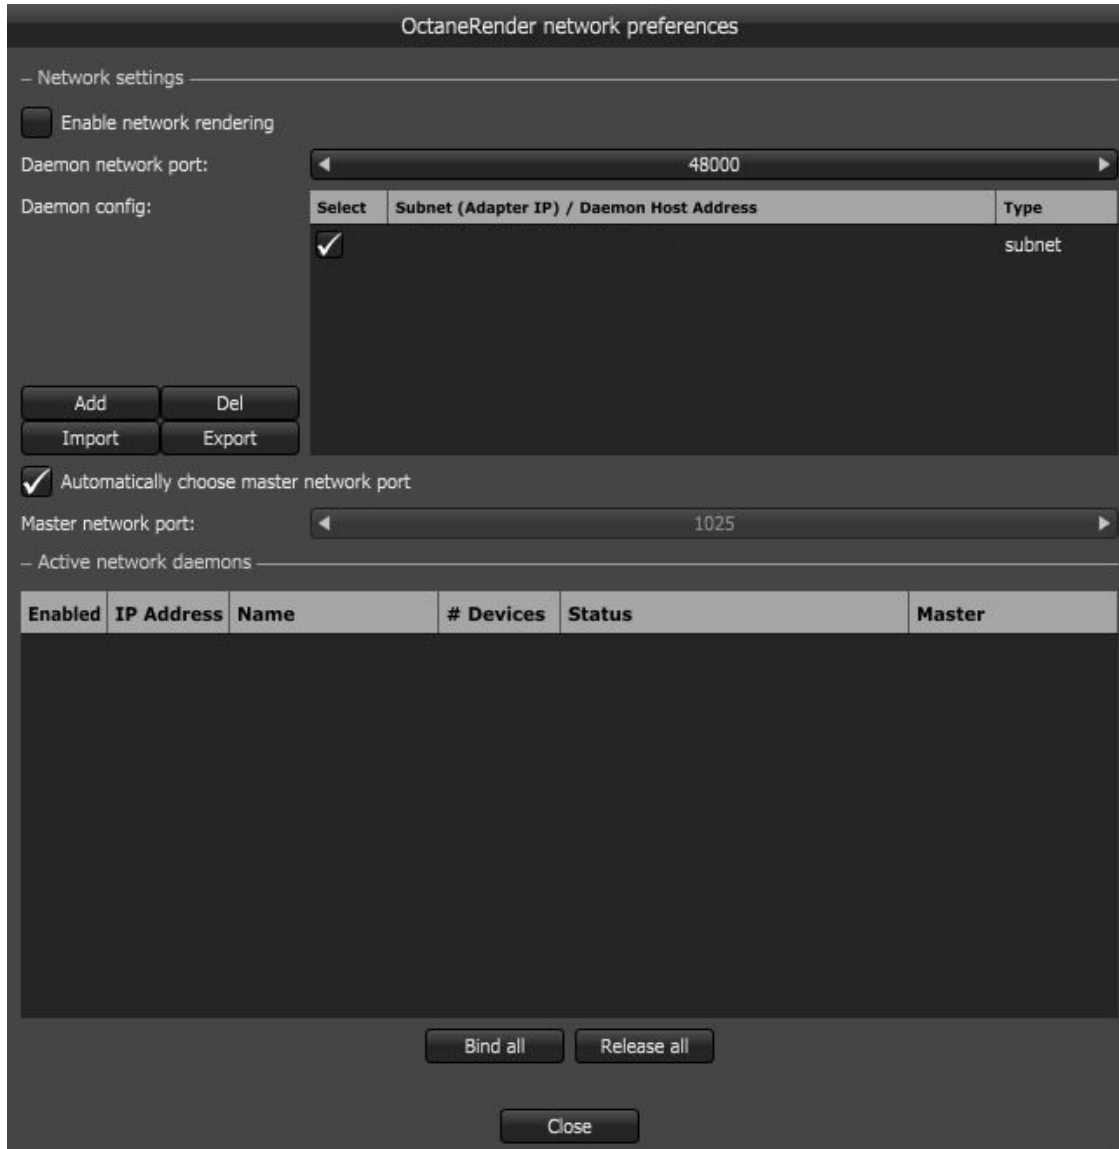 OctaneRender network preferences
– Network settings
Enable network rendering
Daemon network port: 48000
Daemon config:
Select Subnet (Adapter IP) / Daemon Host Address Type
subnet
Add Del
Import Export
Automatically choose master network port
Master network port: 1025
– Active network daemons
Enabled IP Address Name # Devices Status Master
Bind all Release all
Close